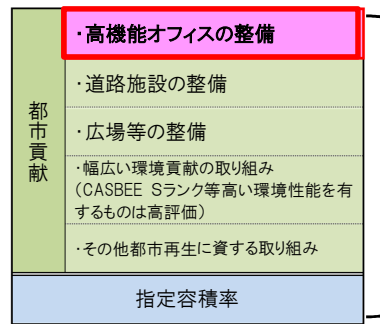 ・高機能オフィスの整備
都市貢献
・道路施設の整備
・広場等の整備
・幅広い環境貢献の取り組み
（CASBEE Sランク等高い環境性能を有
するものは高評価）
・その他都市再生に資する取り組み
指定容積率